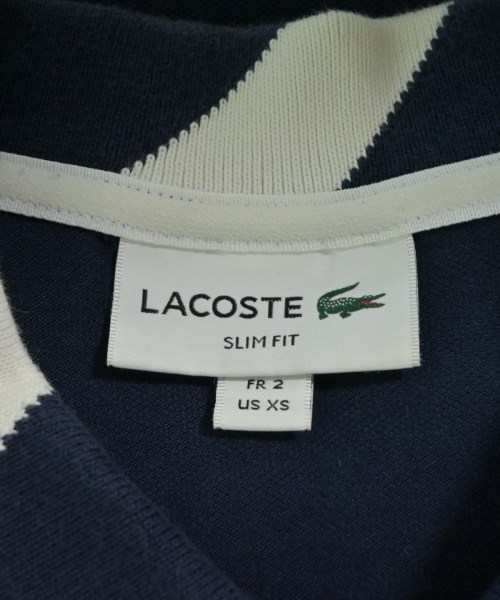 LACOSTE
SLIM FIT
FR 2
US XS